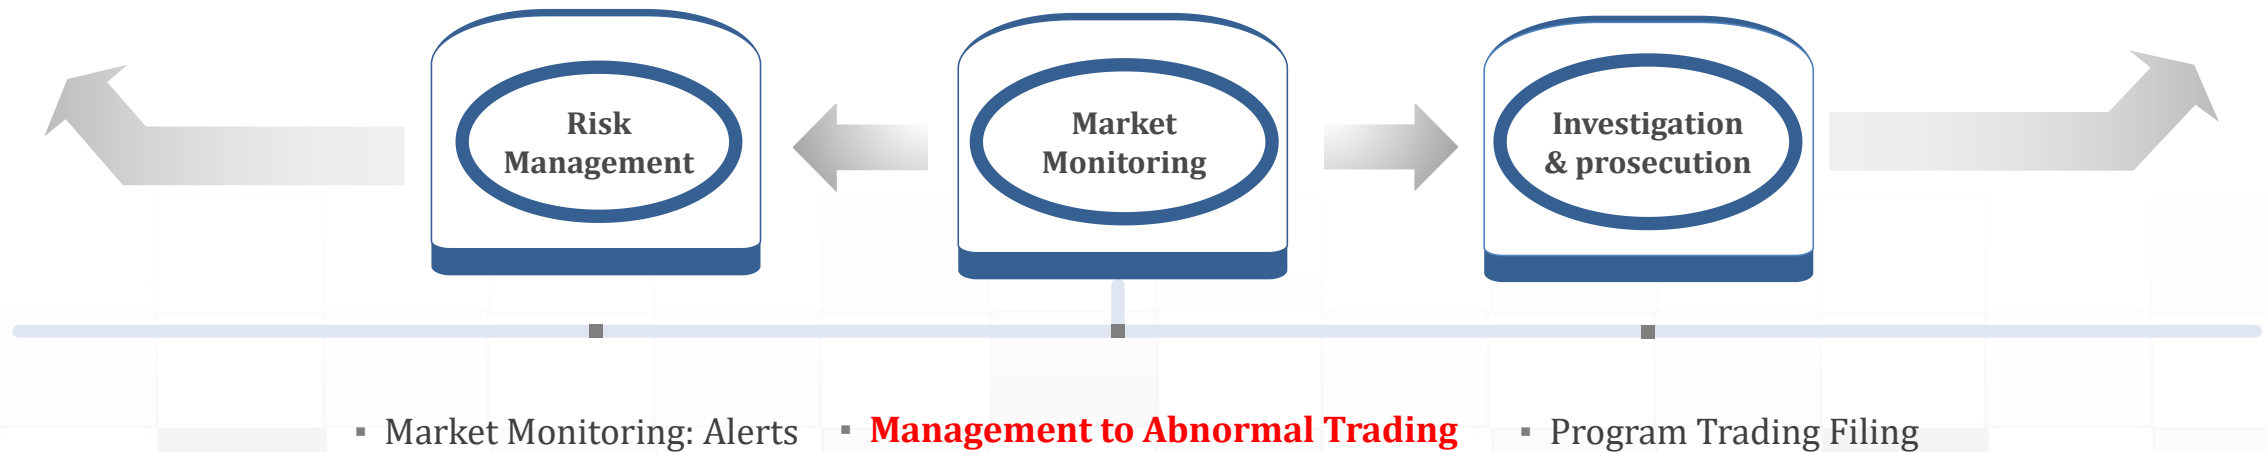 Risk
Management
Market
Monitoring
Investigation
& prosecution
▪ Market Monitoring: Alerts
▪ Management to Abnormal Trading
▪ Program Trading Filing